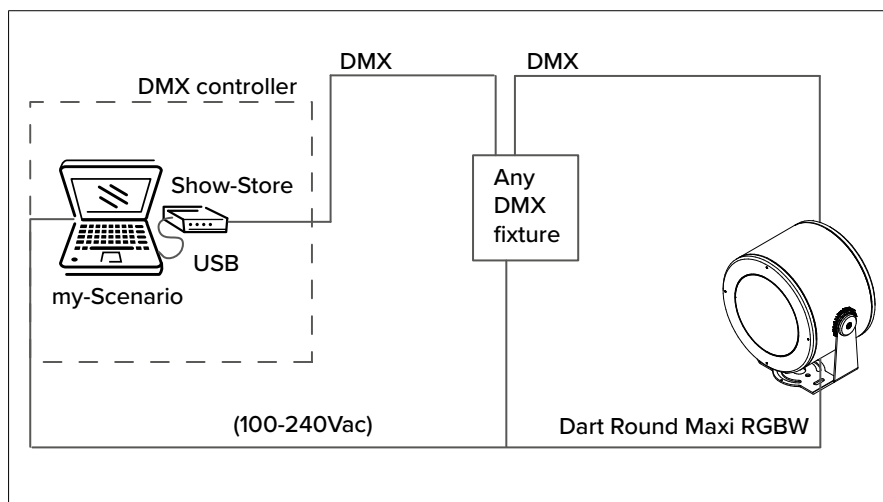 DMX
DMX
DMX controller
Show-Store
USB
my-Scenario
Any
DMX
fixture
(100-240Vac)
Dart Round Maxi RGBW